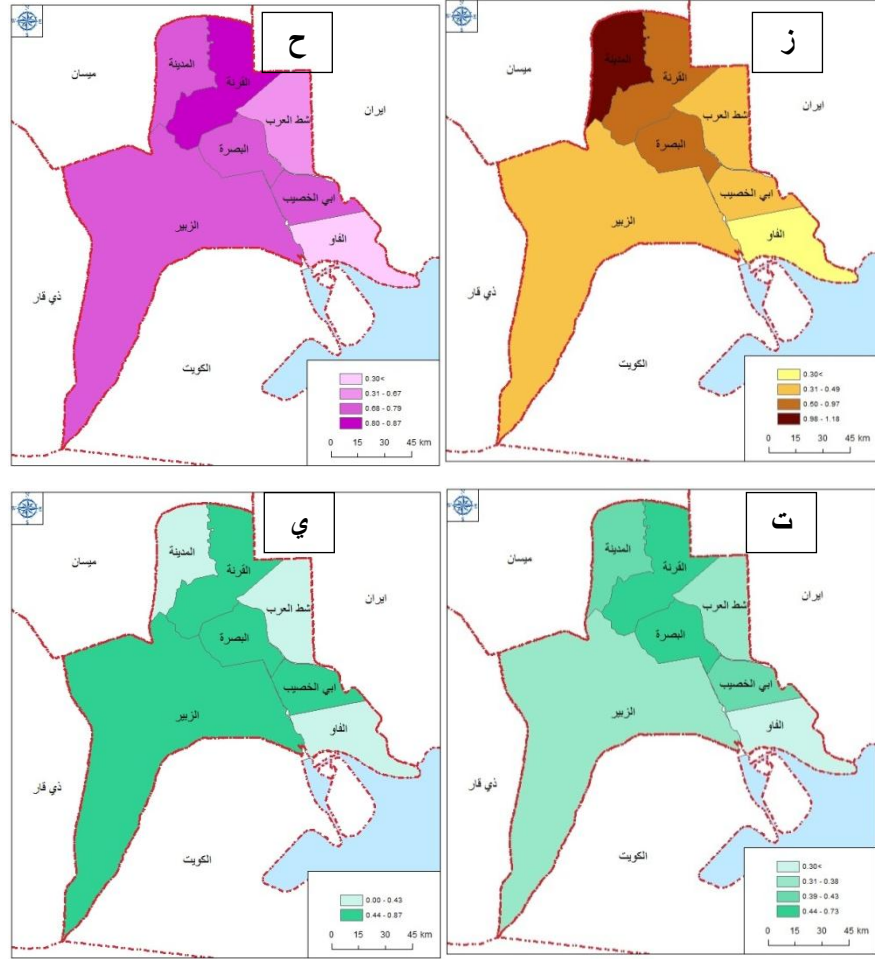 ز
المدينة
القرنة
ايران
ميسان
شط العرب
البصرة
ابي الخصيب
الزبير
الفاو
ذي قار
الكويت
0.30<
0.31 - 0.49
0.50 - 0.97
0.98 - 1.18
0 15 30 45 km
ح
المدينة
القرنة
ايران
ميسان
شط العرب
البصرة
ابي الخصيب
الزبير
الفاو
ذي قار
الكويت
0.30<
0.31 - 0.67
0.68 - 0.79
0.80 - 0.87
0 15 30 45 km
ت
المدينة
القرنة
ايران
ميسان
شط العرب
البصرة
ابي الخصيب
الزبير
الفاو
ذي قار
الكويت
0.30<
0.31 - 0.38
0.39 - 0.43
0.44 - 0.73
0 15 30 45 km
ي
المدينة
القرنة
ايران
ميسان
شط العرب
البصرة
ابي الخصيب
الزبير
الفاو
ذي قار
الكويت
0.00 - 0.43
0.44 - 0.87
0 15 30 45 km